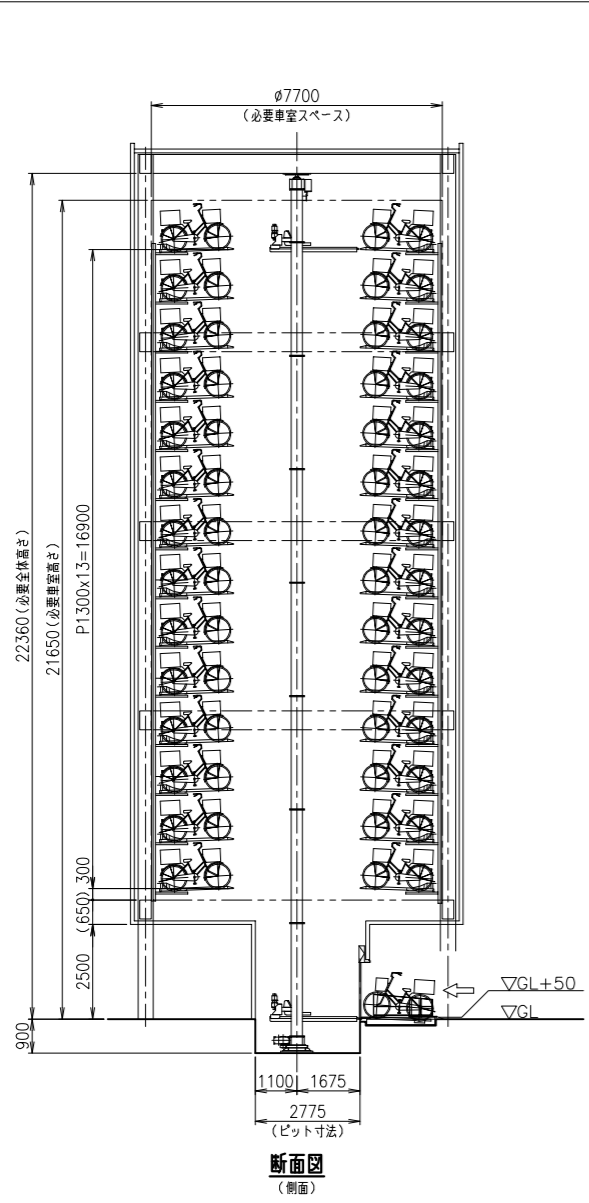 ø7700
(必要車室スペース)
22360(必要全体高さ)
21650(必要車室高さ)
P1300x13=16900
300
(650)
2500
900
▽GL+50
▽GL
1100
1675
2775
(ピット寸法)
断面図
(側面)